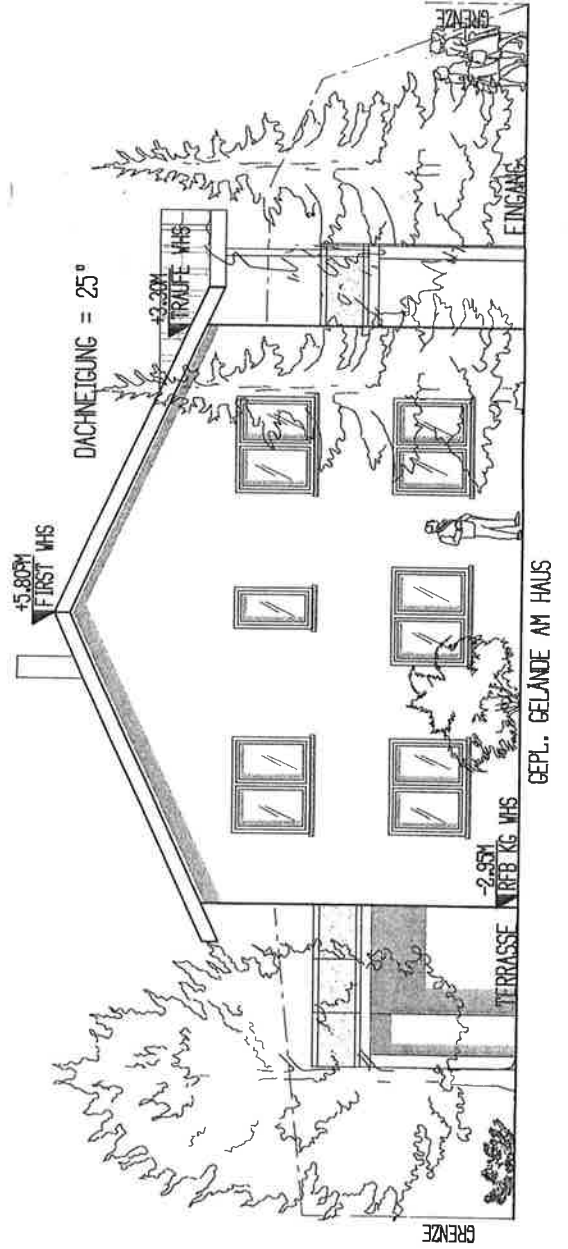 +5.80⁵M
FIRST WHS
DACHNEIGUNG = 25°
+3.20M
TRAUFE WHS
GRENZE
GRENZE
-2.95M
RFB KG WHS
TERRASSE
EINGANG
GEPL. GELÄNDE AM HAUS